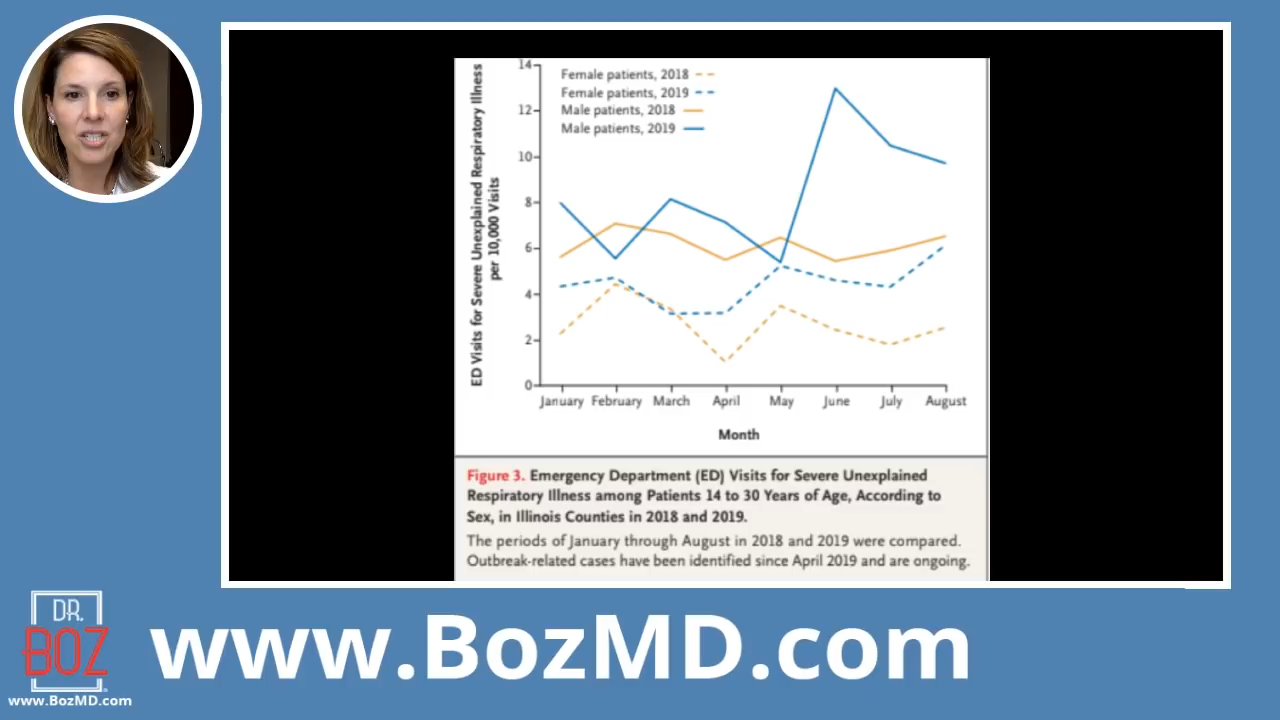 14
12
10
8
6
4
2
0
ED Visits for Severe Unexplained Respiratory Illness
per 10,000 Visits
Female patients, 2018
Female patients, 2019
Male patients, 2018
Male patients, 2019
January February March April May June July August
Month
Figure 3. Emergency Department (ED) Visits for Severe Unexplained
Respiratory Illness among Patients 14 to 30 Years of Age, According to
Sex, in Illinois Counties in 2018 and 2019.
The periods of January through August in 2018 and 2019 were compared.
Outbreak-related cases have been identified since April 2019 and are ongoing.
DR.
BOZ
www.BozMD.com
www.BozMD.com